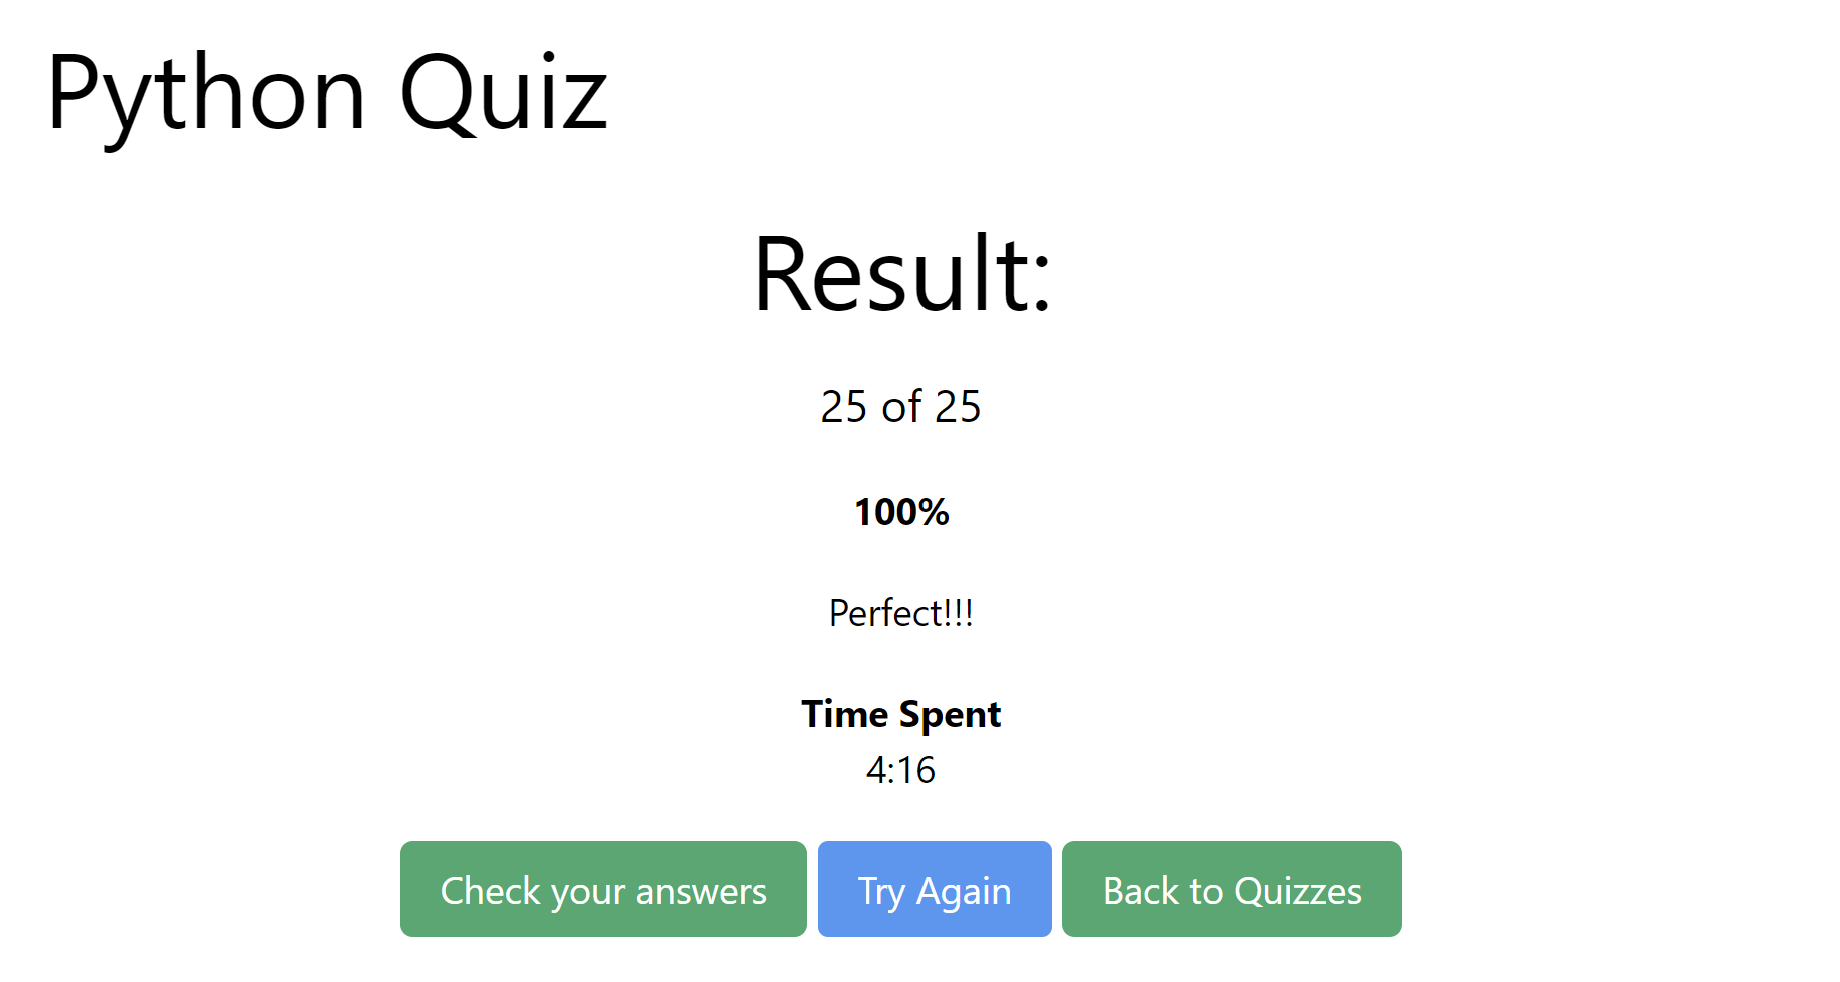 Python Quiz
Result:
25 of 25
100%
Perfect!!!
Time Spent
4:16
Check your answers Try Again Back to Quizzes